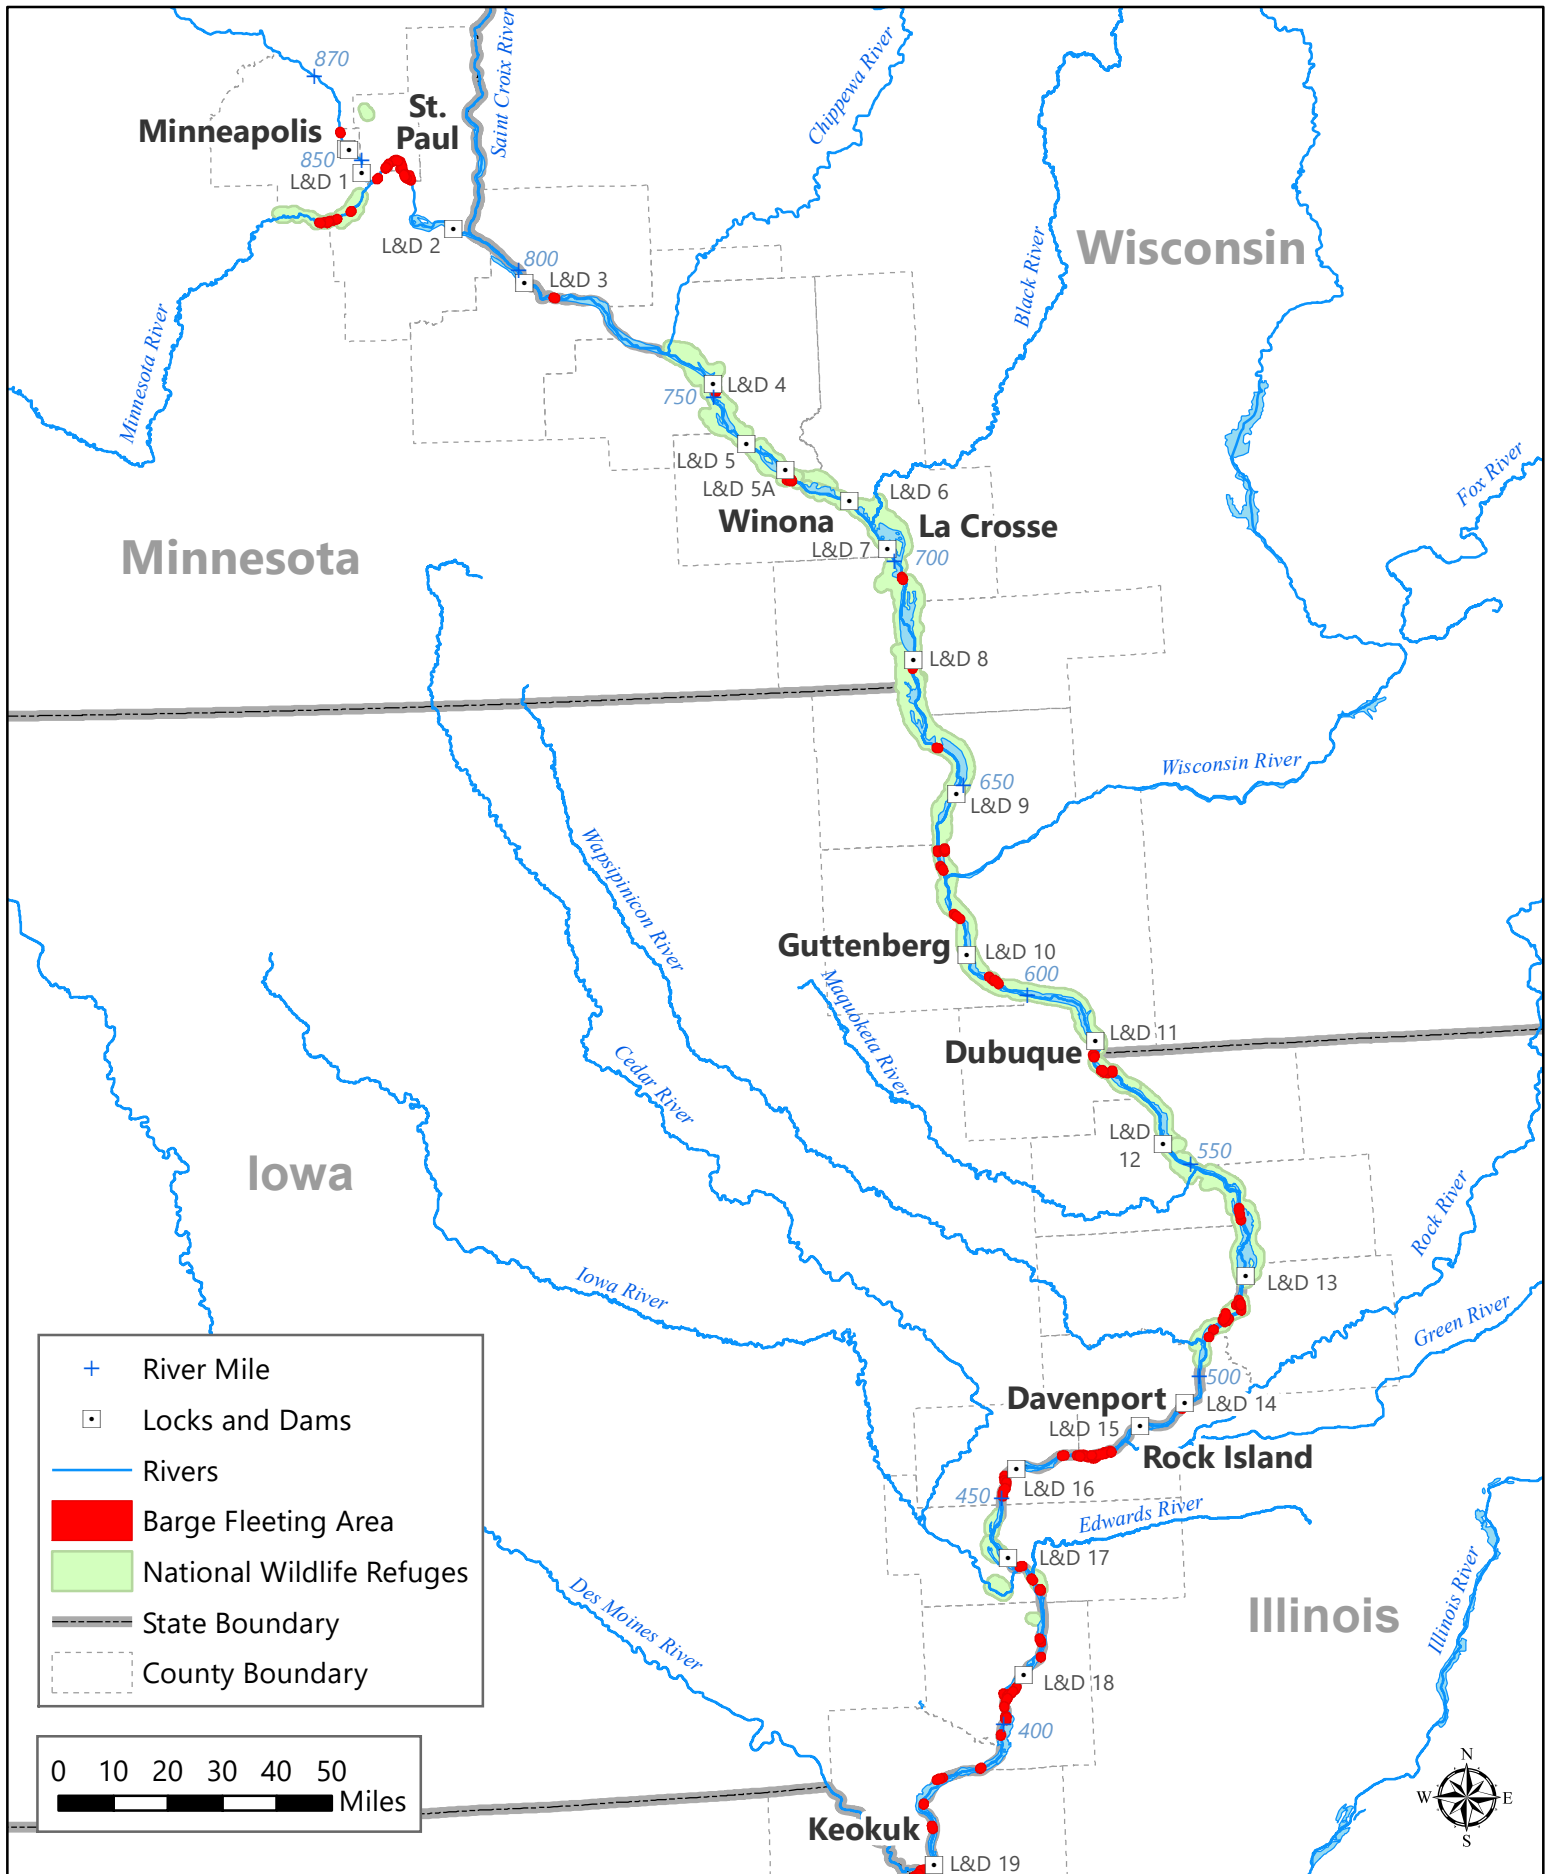 870
Saint Croix River
Chippewa River
Minneapolis
St.
Paul
850
L&D 1
L&D 2
800
L&D 3
Wisconsin
Black River
Minnesota River
L&D 4
750
L&D 5
L&D 5A
L&D 6
Fox River
Winona
La Crosse
L&D 7
700
Minnesota
L&D 8
Wisconsin River
650
L&D 9
Wapsipinicon River
Guttenberg
L&D 10
600
Maquoketa River
L&D 11
Dubuque
Cedar River
L&D
12
550
Iowa
Rock River
Iowa River
L&D 13
Green River
500
Davenport
L&D 14
L&D 15
Rock Island
L&D 16
450
Edwards River
L&D 17
Illinois
Illinois River
Des Moines River
L&D 18
400
Keokuk
L&D 19
River Mile
Locks and Dams
Rivers
Barge Fleeting Area
National Wildlife Refuges
State Boundary
County Boundary
0 10 20 30 40 50
Miles
N
W E
S